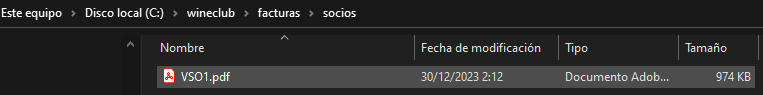 Este equipo > Disco local (C:) > wineclub > facturas > socios
Nombre Fecha de modificación Tipo Tamaño
VSO1.pdf 30/12/2023 2:12 Documento Adob... 974 KB